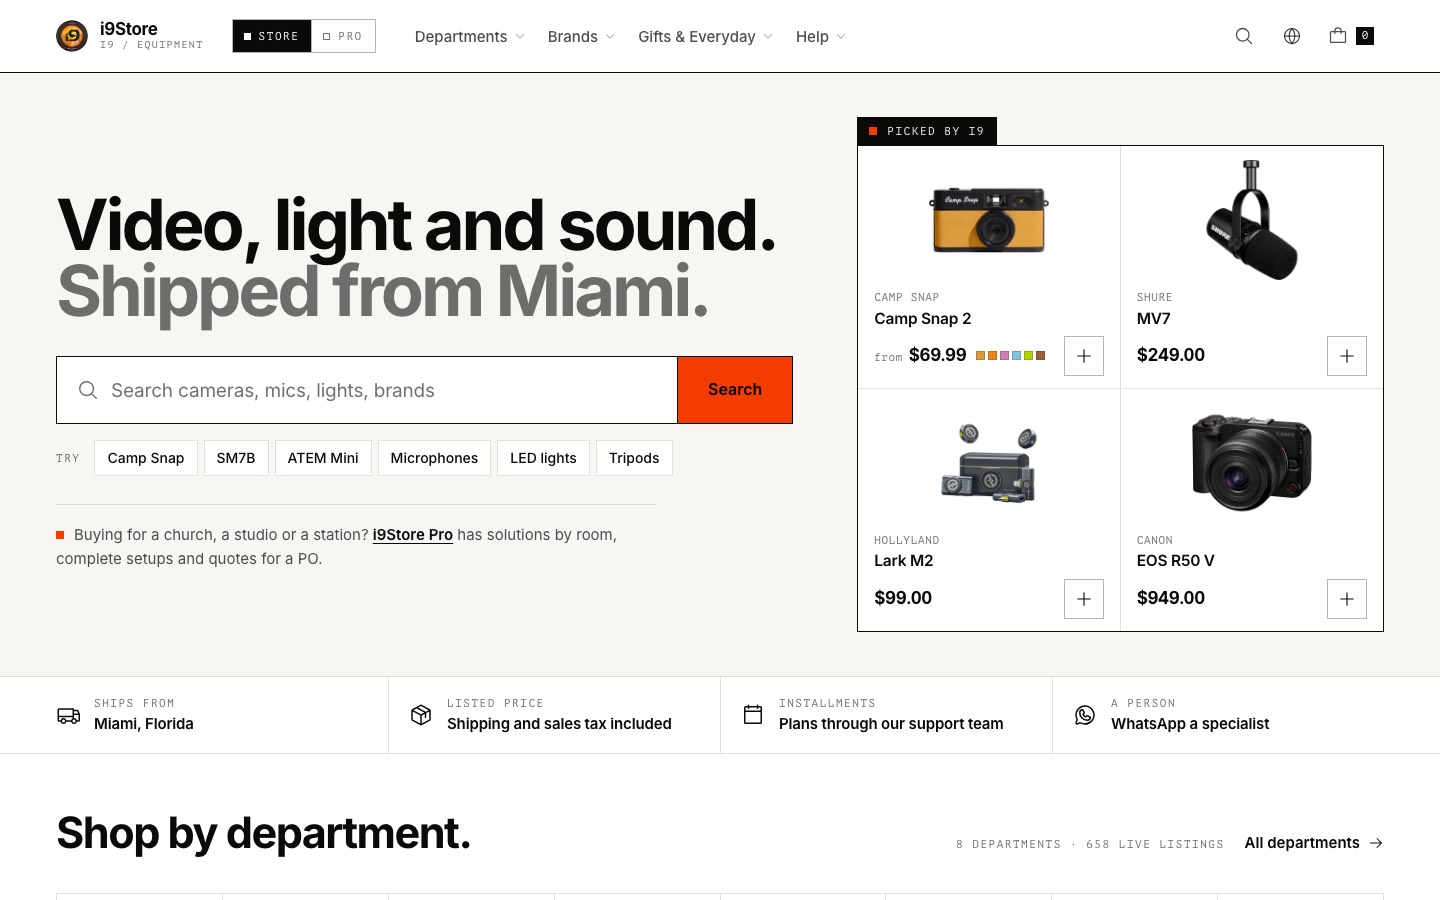 i9Store
I9 / EQUIPMENT
STORE
PRO
Departments
Brands
Gifts & Everyday
Help
0
Video, light and sound.
Shipped from Miami.
Search cameras, mics, lights, brands
Search
TRY
Camp Snap
SM7B
ATEM Mini
Microphones
LED lights
Tripods
Buying for a church, a studio or a station? i9Store Pro has solutions by room,
complete setups and quotes for a PO.
PICKED BY I9
Camp Snap
CAMP SNAP
Camp Snap 2
from $69.99
SHURE
SHURE
MV7
$249.00
HOLLYLAND
Lark M2
$99.00
Canon
CANON
EOS R50 V
$949.00
SHIPS FROM
Miami, Florida
LISTED PRICE
Shipping and sales tax included
INSTALLMENTS
Plans through our support team
A PERSON
WhatsApp a specialist
Shop by department.
8 DEPARTMENTS · 658 LIVE LISTINGS
All departments